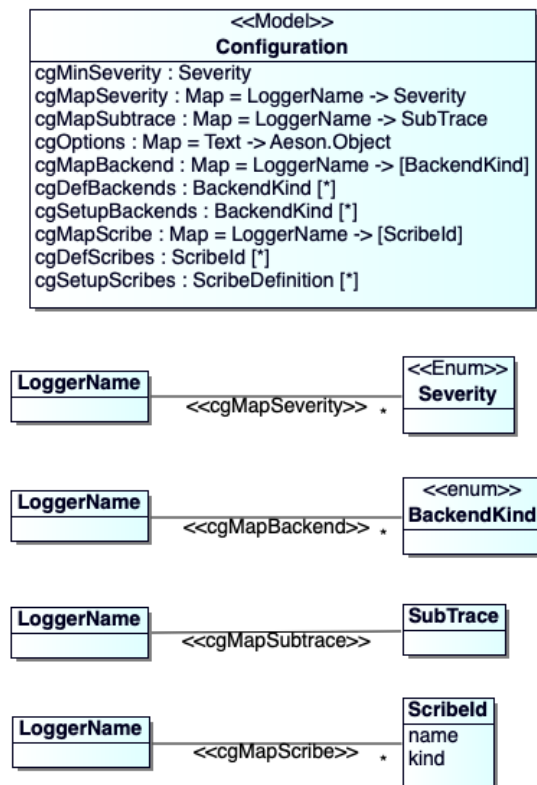 <<Model>>
Configuration
cgMinSeverity : Severity
cgMapSeverity : Map = LoggerName -> Severity
cgMapSubtrace : Map = LoggerName -> SubTrace
cgOptions : Map = Text -> Aeson.Object
cgMapBackend : Map = LoggerName -> [BackendKind]
cgDefBackends : BackendKind [*]
cgSetupBackends : BackendKind [*]
cgMapScribe : Map = LoggerName -> [ScribeId]
cgDefScribes : ScribeId [*]
cgSetupScribes : ScribeDefinition [*]
LoggerName
<<cgMapSeverity>> *
<<Enum>>
Severity
LoggerName
<<cgMapBackend>> *
<<enum>>
BackendKind
LoggerName
<<cgMapSubtrace>>
SubTrace
LoggerName
<<cgMapScribe>> *
ScribeId
name
kind